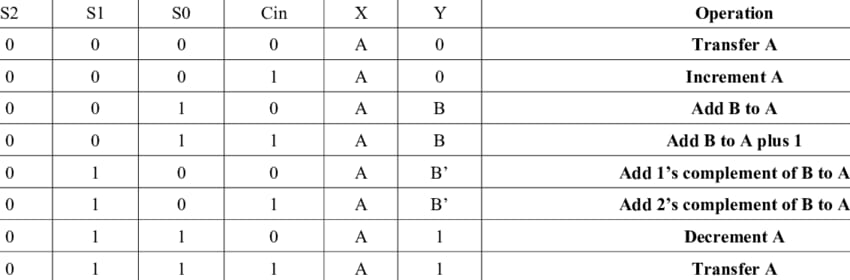 S2 S1 S0 Cin X Y Operation
0 0 0 0 A 0 Transfer A
0 0 0 1 A 0 Increment A
0 0 1 0 A B Add B to A
0 0 1 1 A B Add B to A plus 1
0 1 0 0 A B’ Add 1’s complement of B to A
0 1 0 1 A B’ Add 2’s complement of B to A
0 1 1 0 A 1 Decrement A
0 1 1 1 A 1 Transfer A